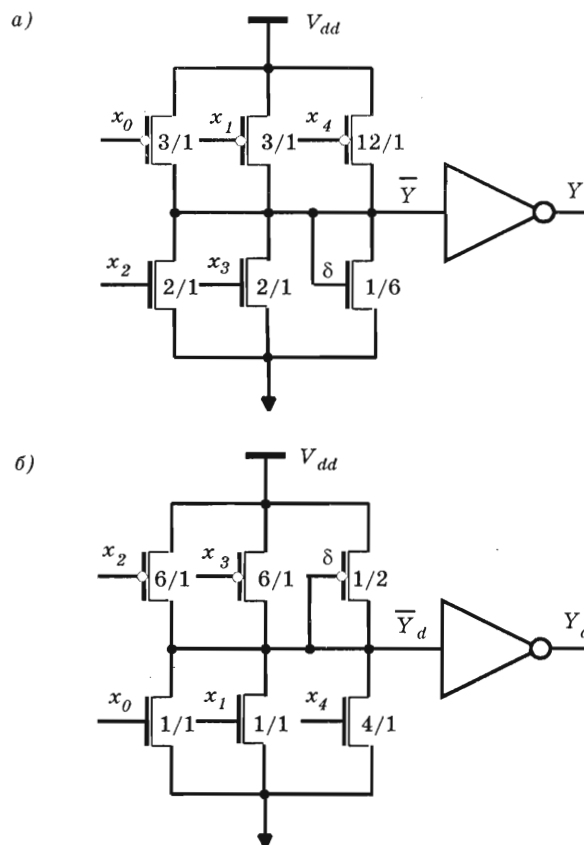 а)
V_dd
x_0 3/1 x_1 3/1 x_4 12/1
Y̅ Y
x_2 2/1 x_3 2/1 δ 1/6
б)
V_dd
x_2 6/1 x_3 6/1 δ 1/2
Y̅_d Y_d
x_0 1/1 x_1 1/1 x_4 4/1